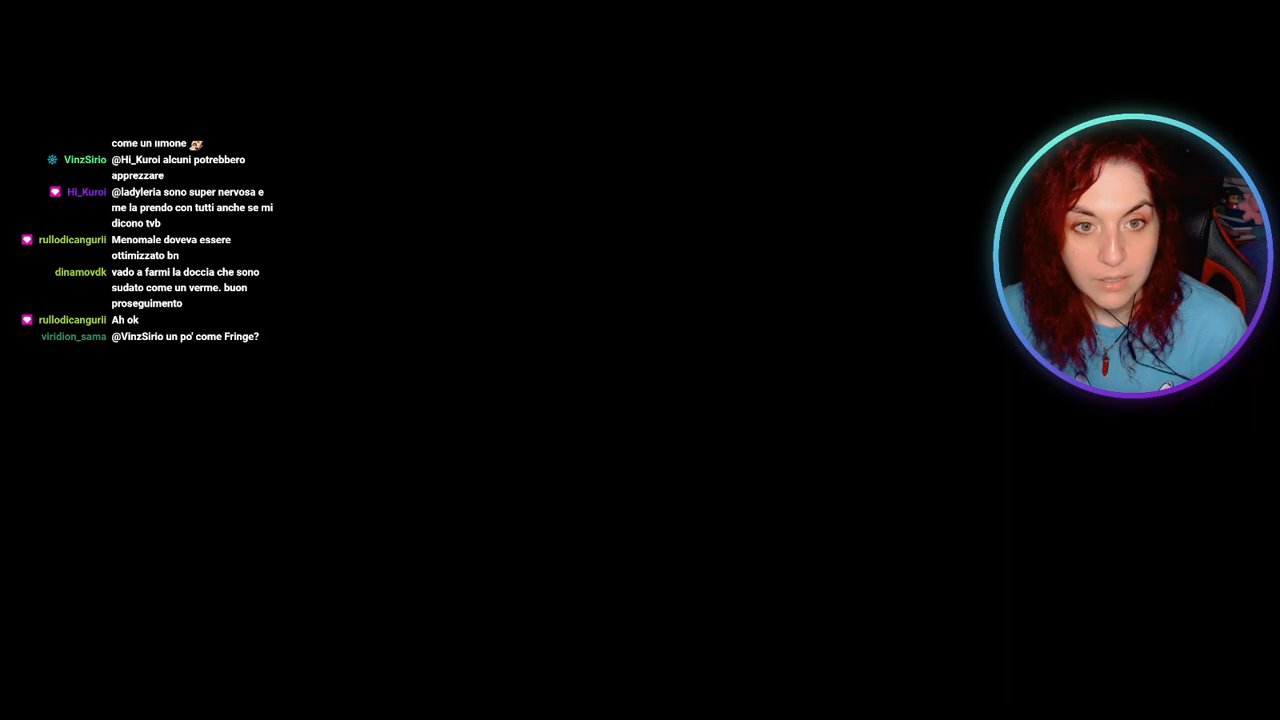 come un limone
VinzSirio @Hi_Kuroi alcuni potrebbero
apprezzare
Hi_Kuroi @ladyleria sono super nervosa e
me la prendo con tutti anche se mi
dicono tvb
rullodicangurii Menomale doveva essere
ottimizzato bn
dinamovdk vado a farmi la doccia che sono
sudato come un verme. buon
proseguimento
rullodicangurii Ah ok
viridion_sama @VinzSirio un po' come Fringe?